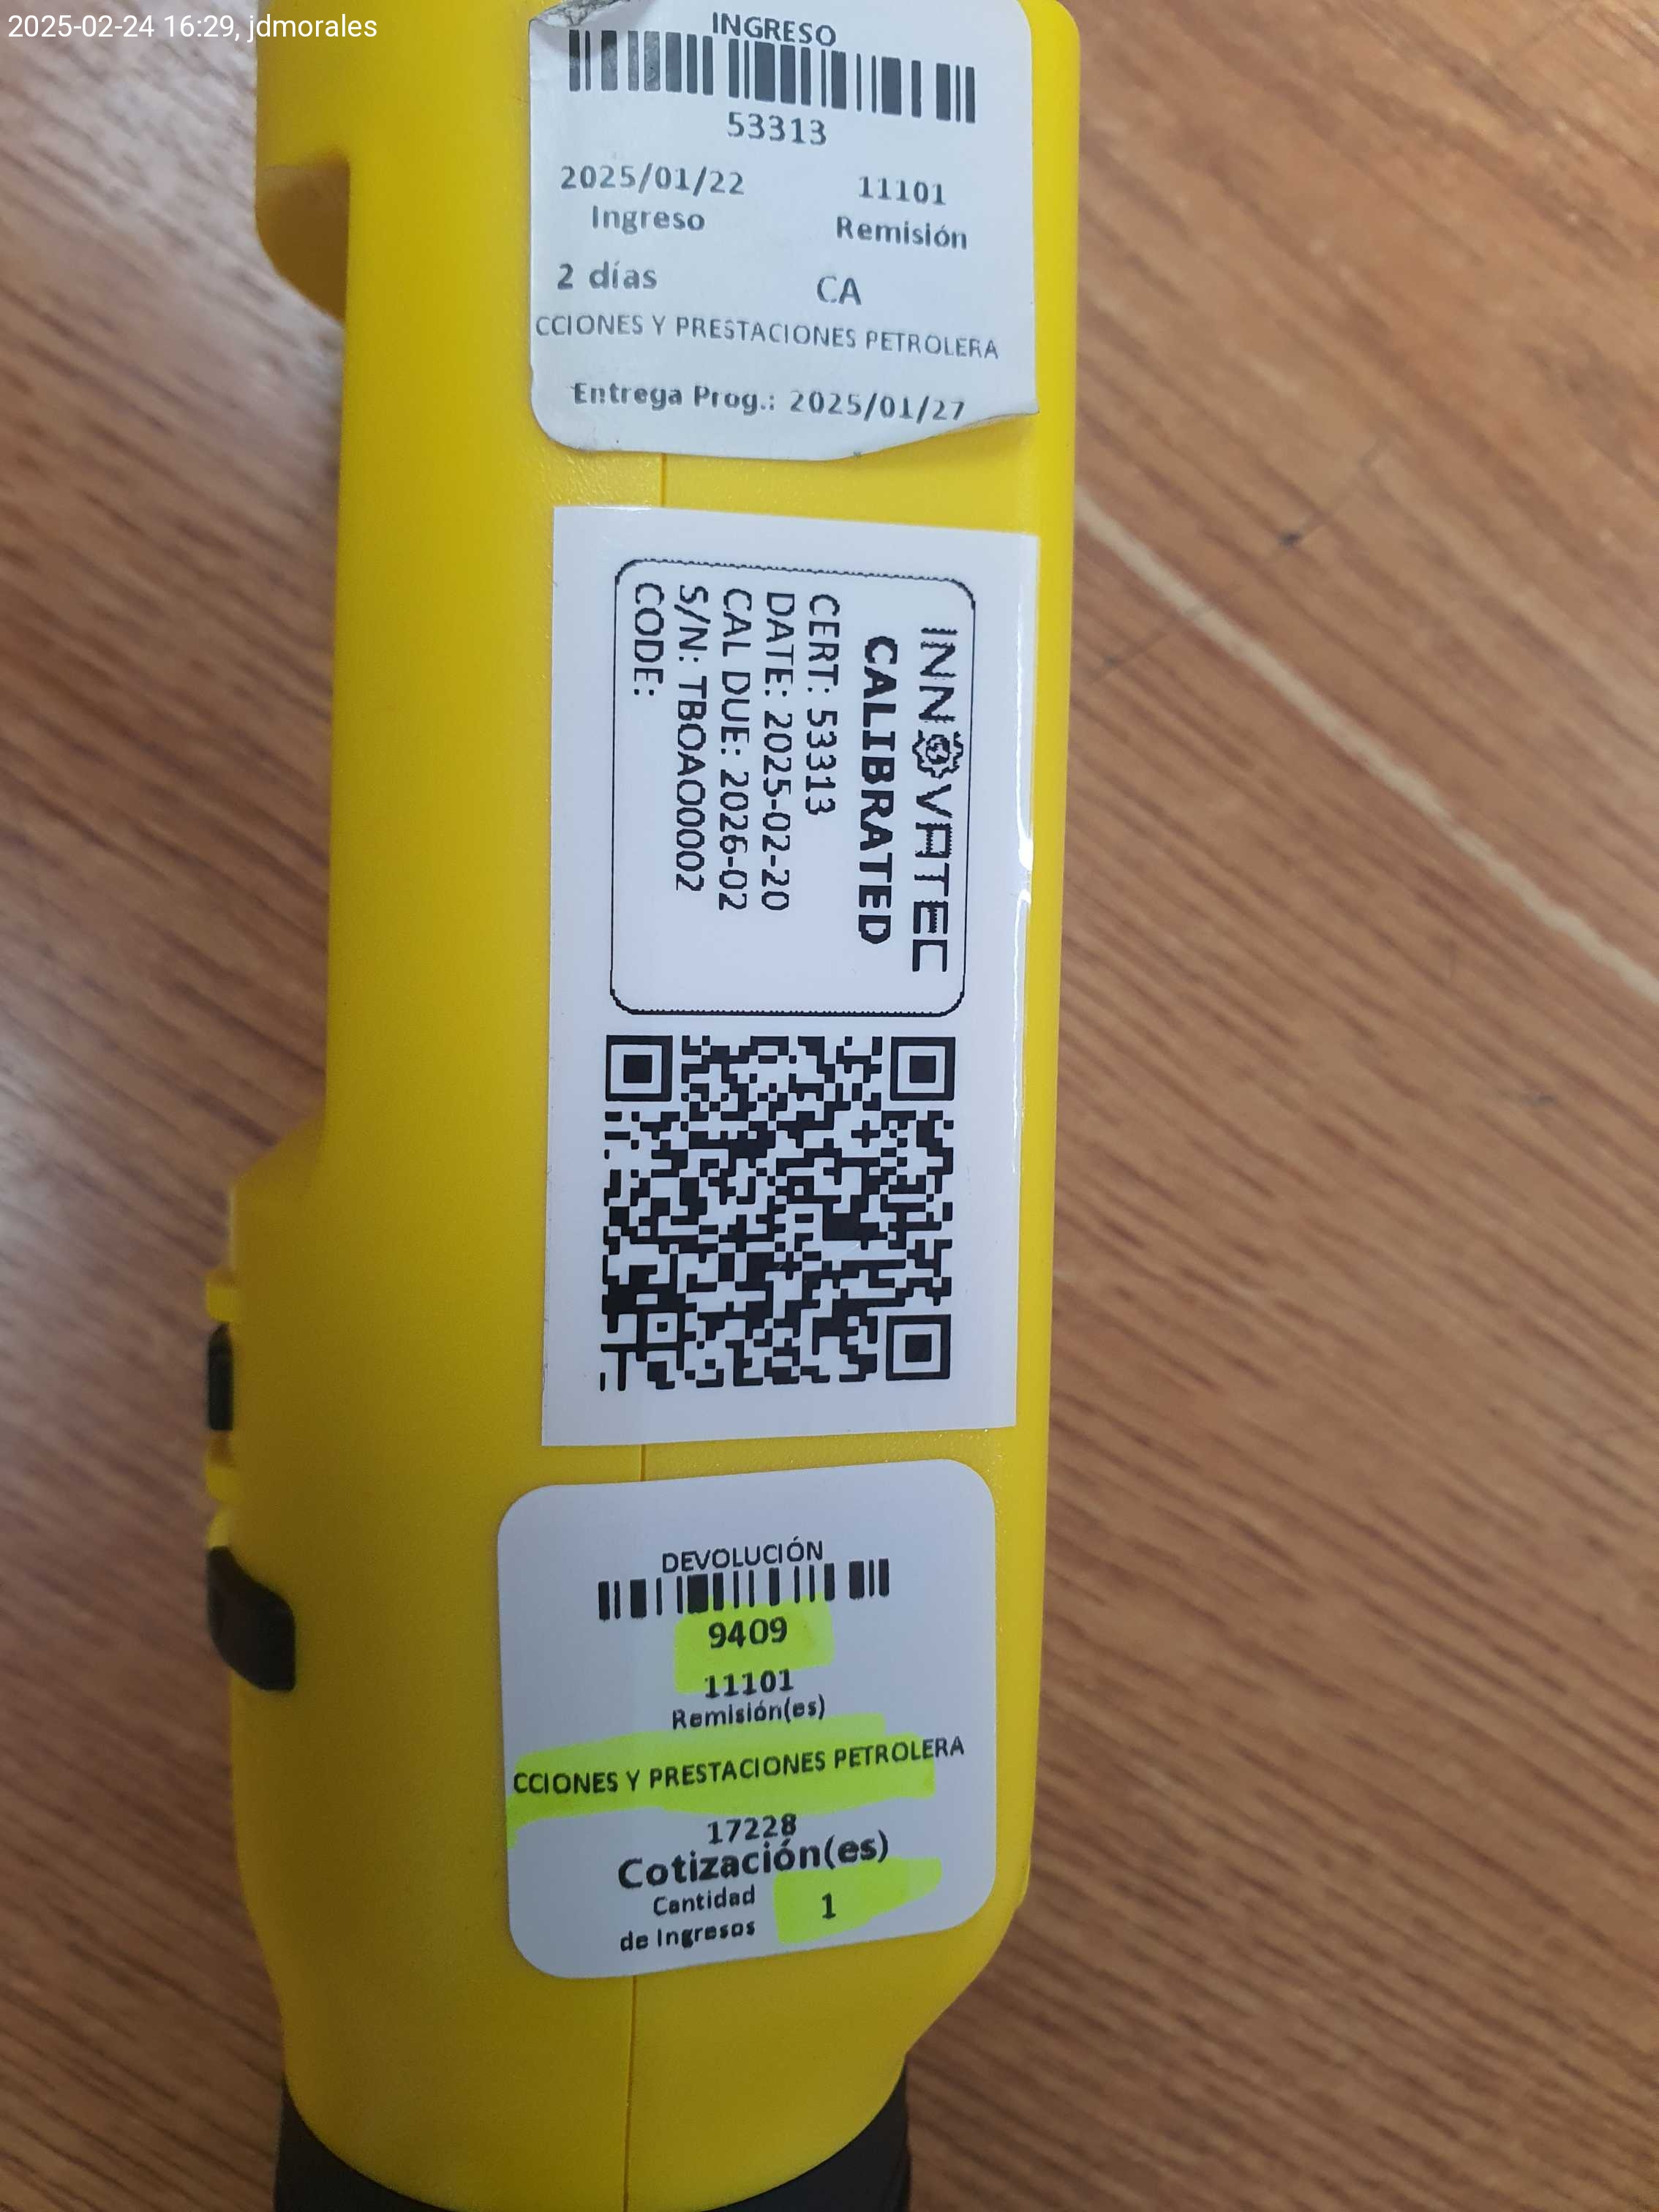 2025-02-24 16:29, jdmorales
INGRESO
53313
2025/01/22 11101
Ingreso Remisión
2 días CA
CCIONES Y PRESTACIONES PETROLERA
Entrega Prog.: 2025/01/27
INNOVATEC
CALIBRATED
CERT: 53313
DATE: 2025-02-20
CAL DUE: 2026-02
S/N: TBOAO0002
CODE:
DEVOLUCIÓN
9409
11101
Remisión(es)
CCIONES Y PRESTACIONES PETROLERA
17228
Cotización(es)
Cantidad
de Ingresos 1